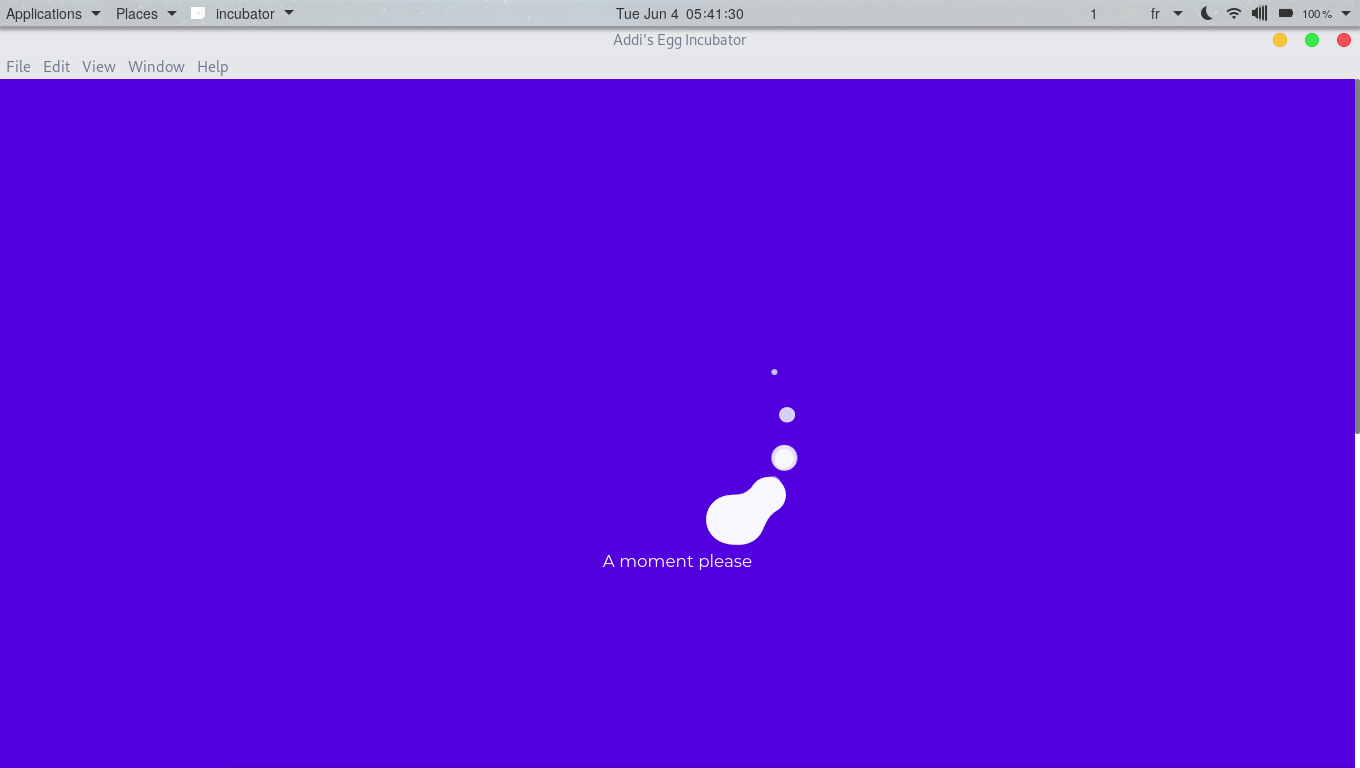 Applications Places incubator Tue Jun 4 05:41:30 1 fr 100 %
Addi's Egg Incubator
File Edit View Window Help
A moment please